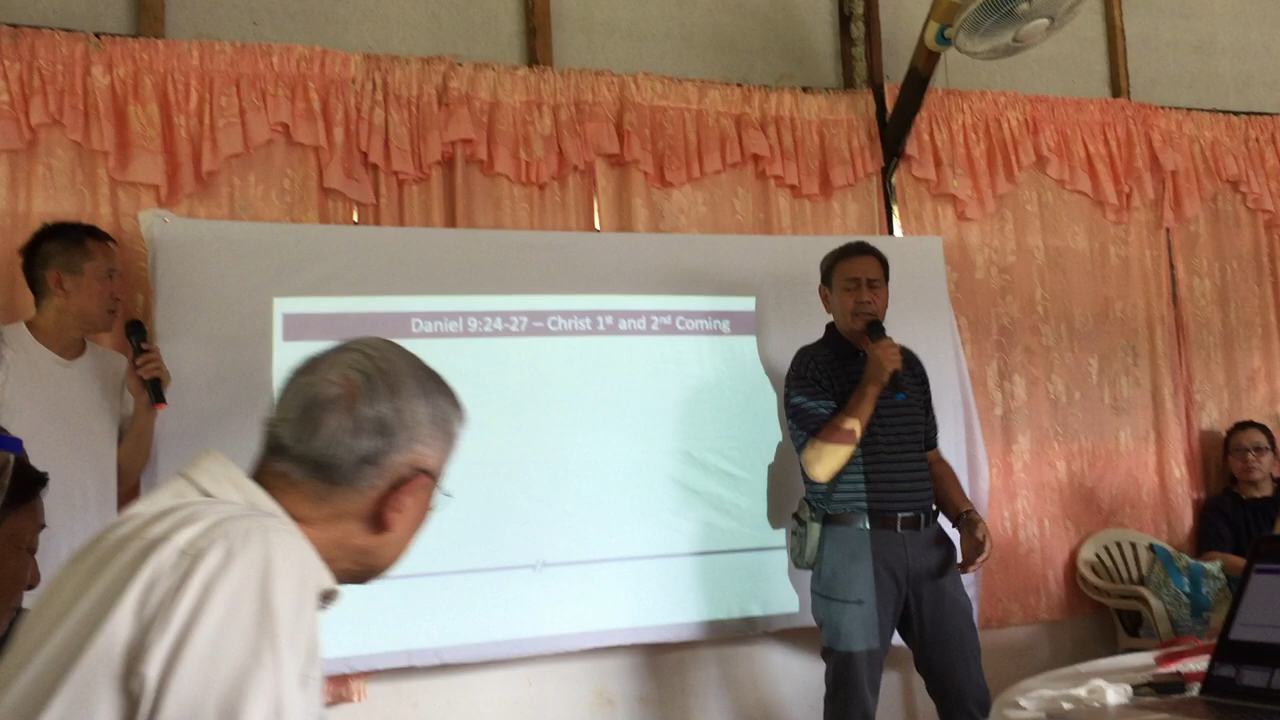 Daniel 9:24-27 – Christ 1st and 2nd Coming